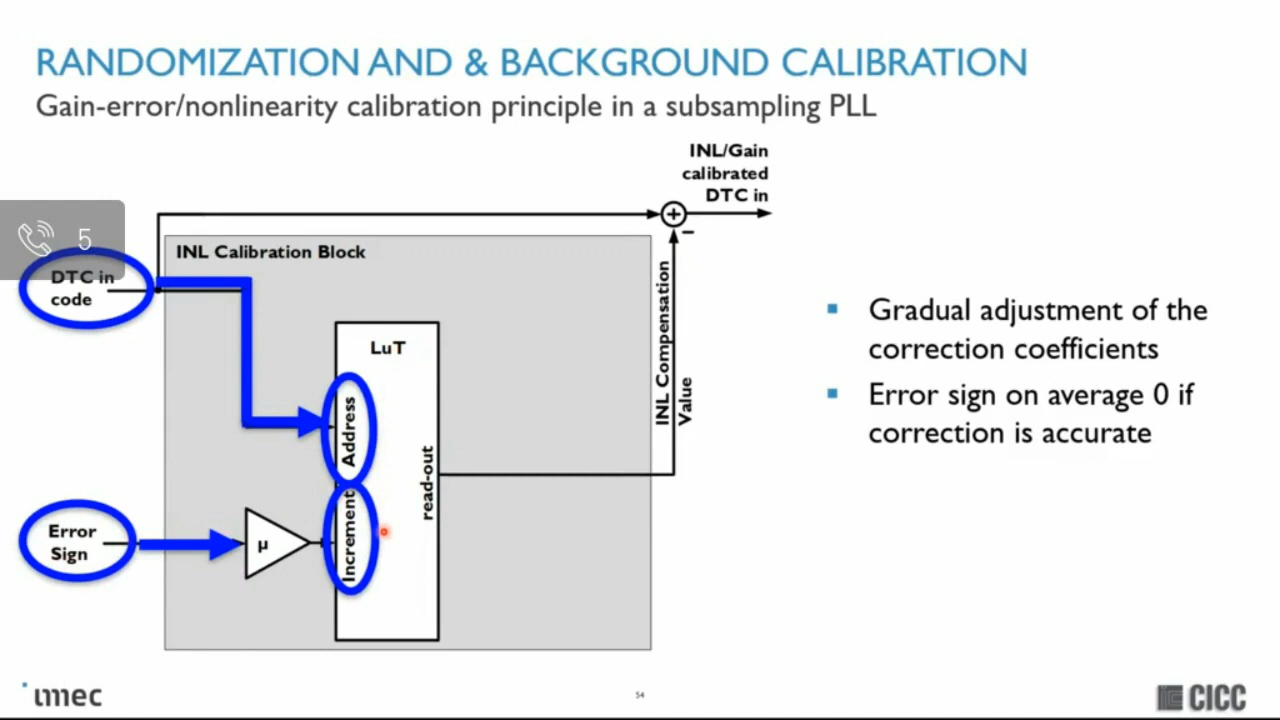 RANDOMIZATION AND & BACKGROUND CALIBRATION
Gain-error/nonlinearity calibration principle in a subsampling PLL
INL/Gain
calibrated
DTC in
5
INL Calibration Block
DTC in
code
LuT
Address
Increment
read-out
INL Compensation
Value
Error
Sign
μ
Gradual adjustment of the
correction coefficients
Error sign on average 0 if
correction is accurate
imec
54
CICC